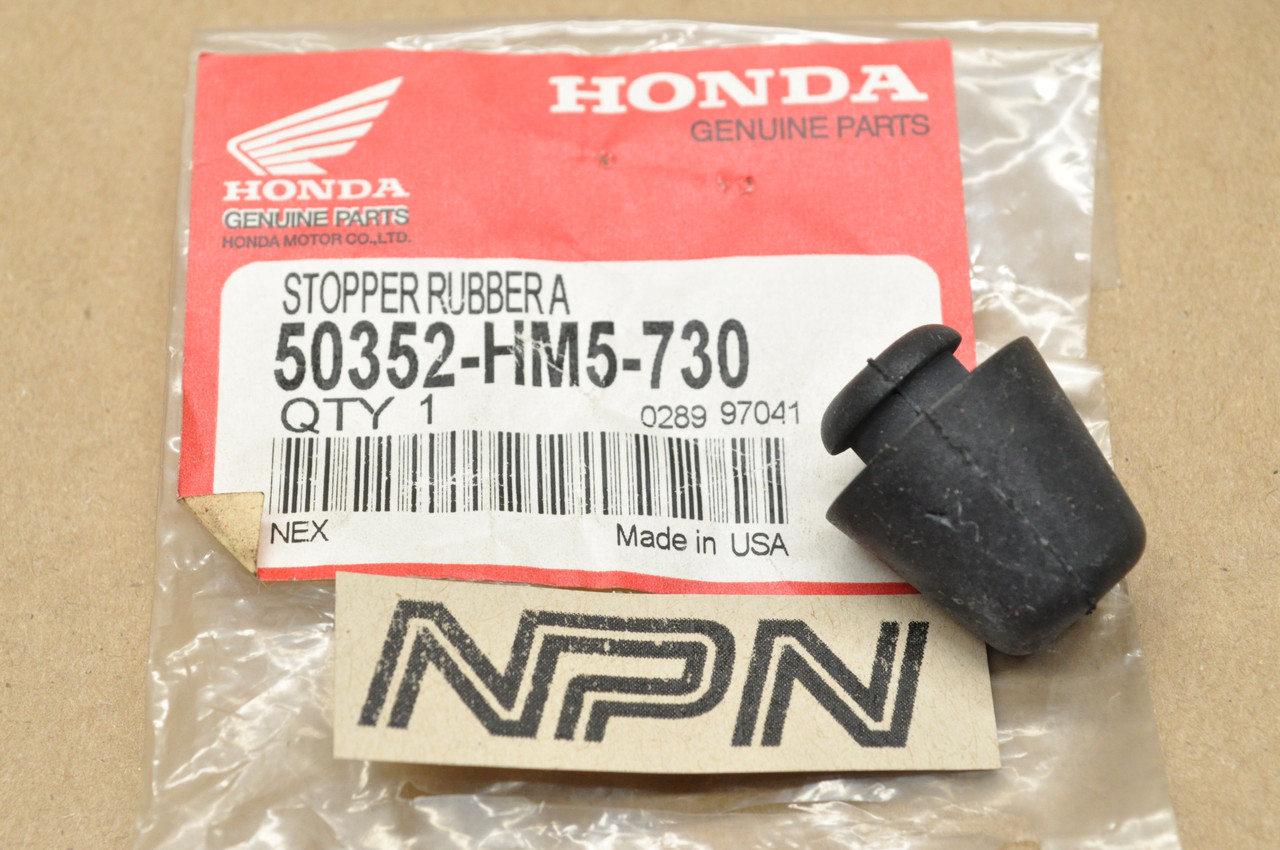 HONDA
GENUINE PARTS
HONDA
GENUINE PARTS
HONDA MOTOR CO.,LTD.
STOPPER RUBBER A
50352-HM5-730
QTY 1 0289 97041
NEX Made in USA
NPN